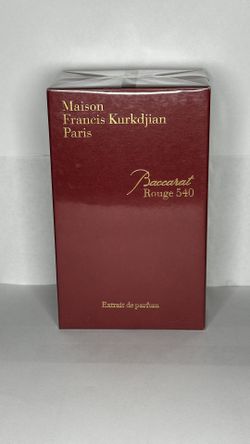 Maison
Francis Kurkdjian
Paris
Baccarat
Rouge 540
Extrait de parfum